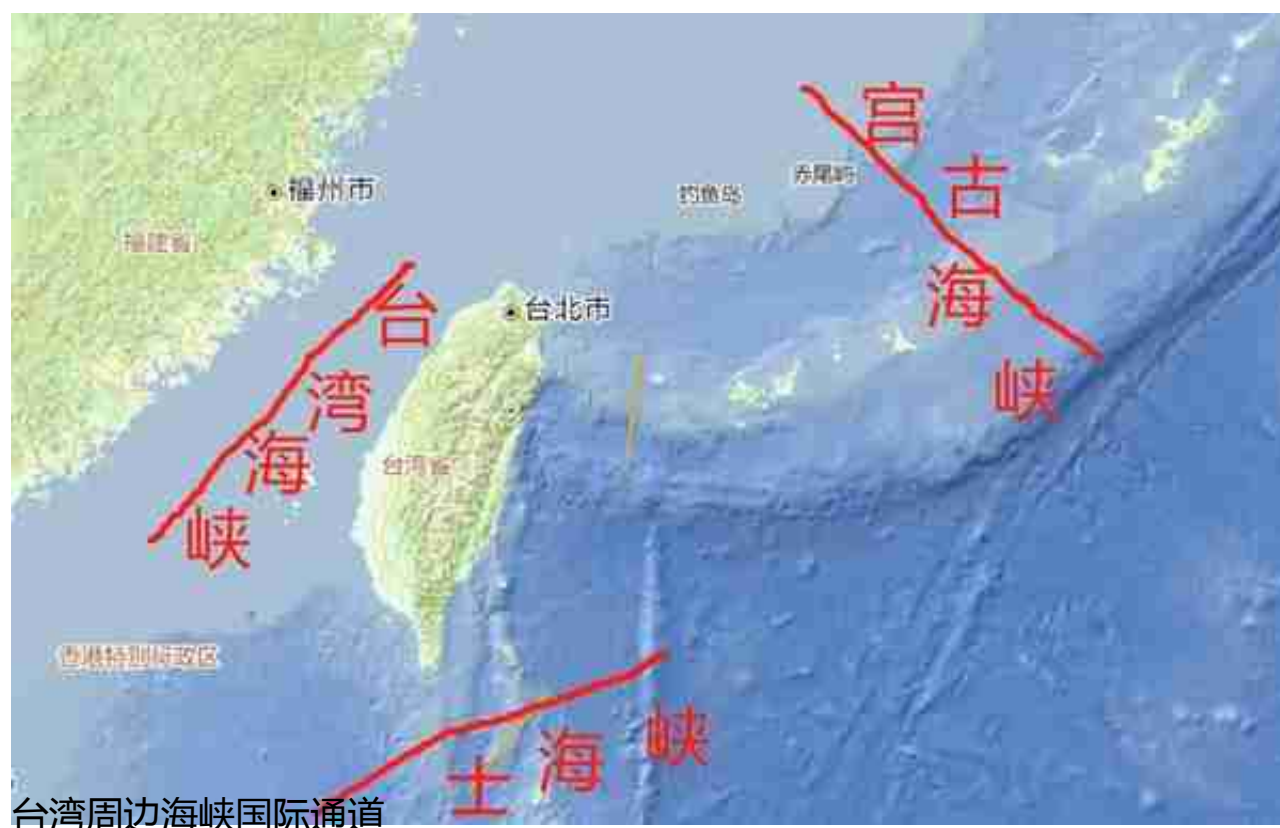 宫古海峡
赤尾屿
钓鱼岛
福州市
福建省
台湾海峡
台北市
台湾省
香港特别行政区
士海峡
台湾周边海峡国际通道